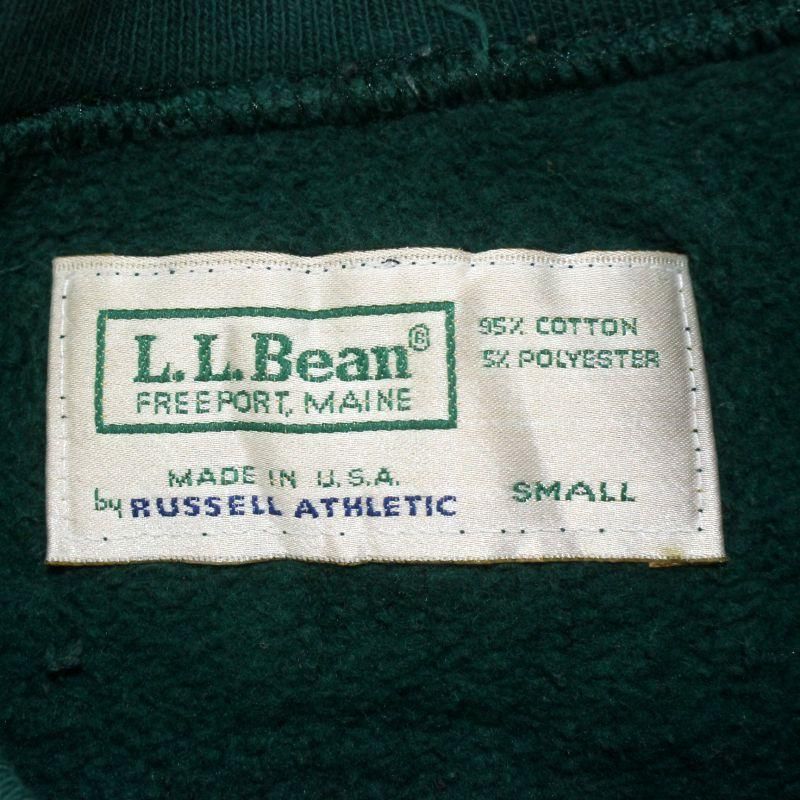 L.L.Bean®
FREEPORT, MAINE
95% COTTON
5% POLYESTER
MADE IN U.S.A.
by RUSSELL ATHLETIC
SMALL